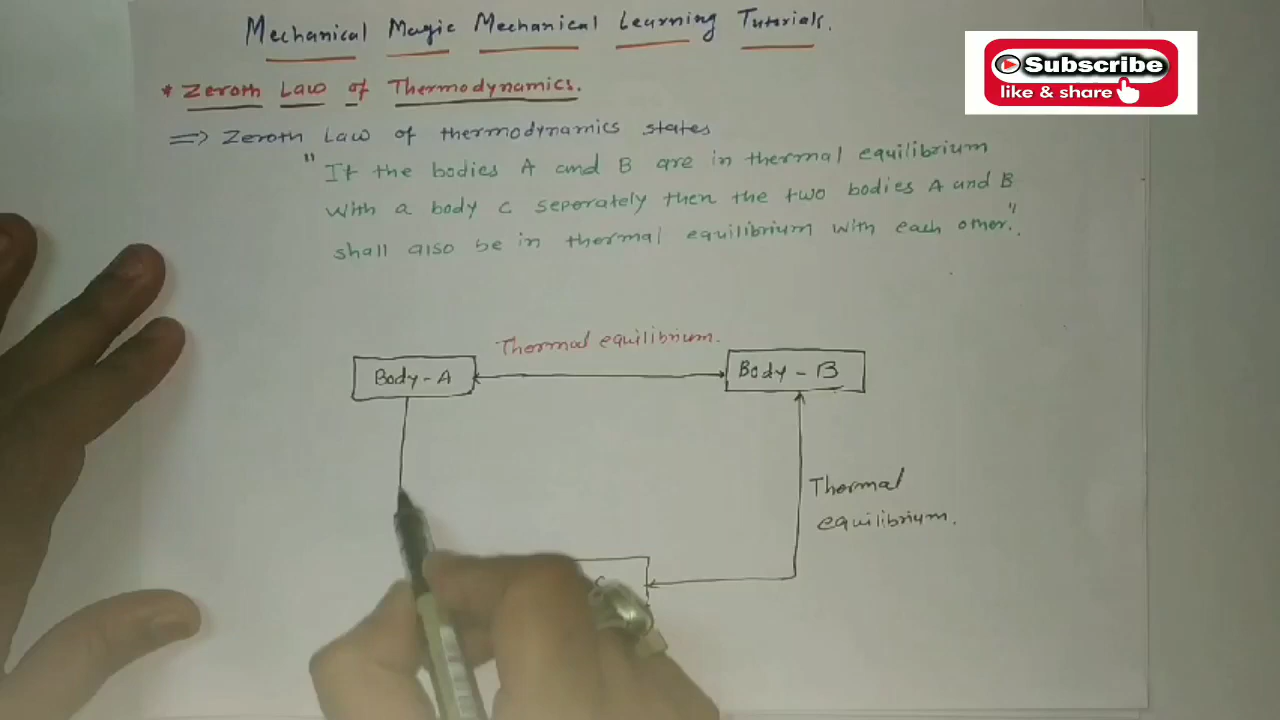 Mechanical Magic Mechanical Learning Tutorials.
Subscribe
like & share
* Zeroth Law of Thermodynamics.
=> Zeroth Law of thermodynamics states
"If the bodies A and B are in thermal equilibrium
with a body C seperately then the two bodies A and B
shall also be in thermal equilibrium with each other.".
Thermal equilibrium.
Body - A
Body - B
Thermal
equilibrium.